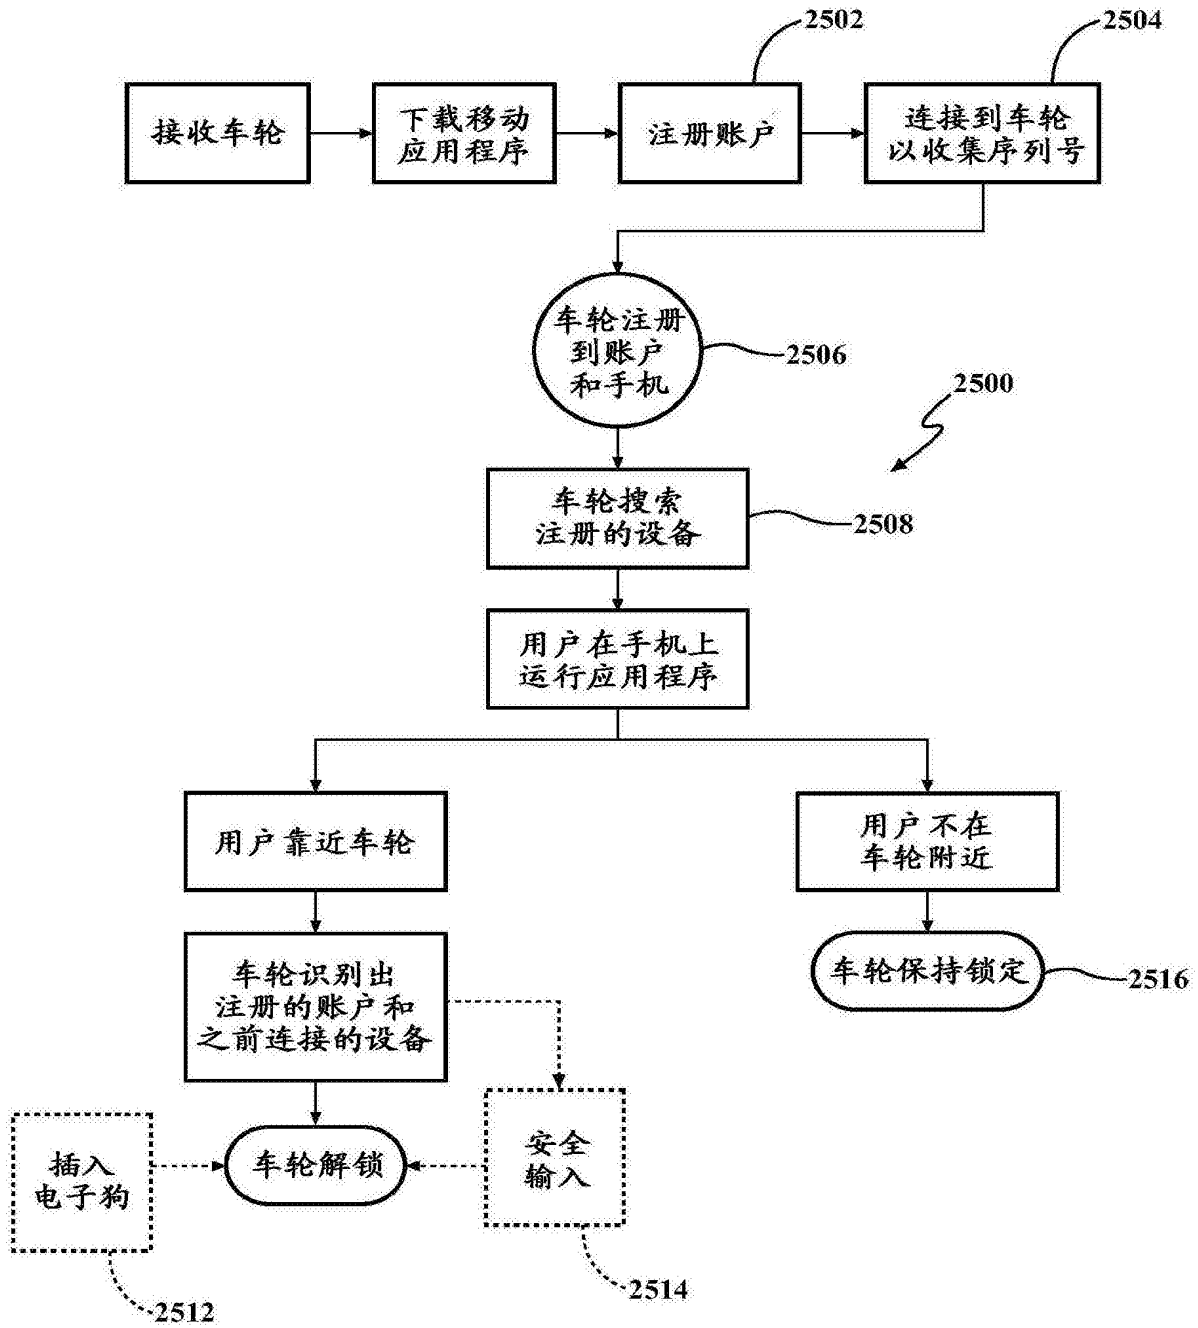 2502
2504
接收车轮
下载移动
应用程序
注册账户
连接到车轮
以收集序列号
车轮注册
到账户
和手机
2506
2500
车轮搜索
注册的设备
2508
用户在手机上
运行应用程序
用户靠近车轮
用户不在
车轮附近
车轮识别出
注册的账户和
之前连接的设备
车轮保持锁定
2516
插入
电子狗
车轮解锁
安全
输入
2512
2514